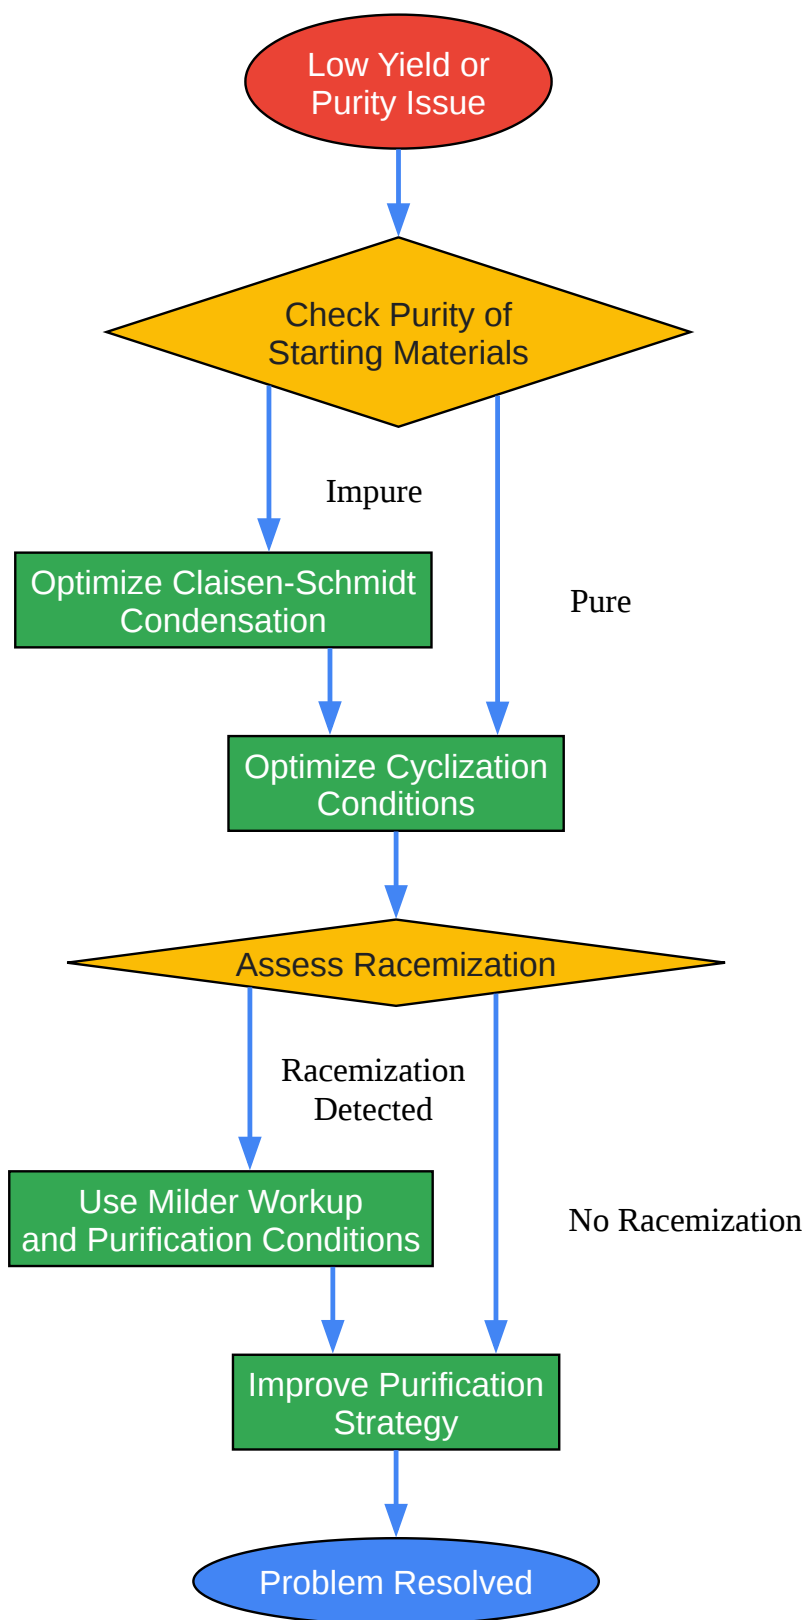 Low Yield or
Purity Issue
Check Purity of
Starting Materials
Impure
Optimize Claisen-Schmidt
Condensation
Pure
Optimize Cyclization
Conditions
Assess Racemization
Racemization
Detected
Use Milder Workup
and Purification Conditions
No Racemization
Improve Purification
Strategy
Problem Resolved